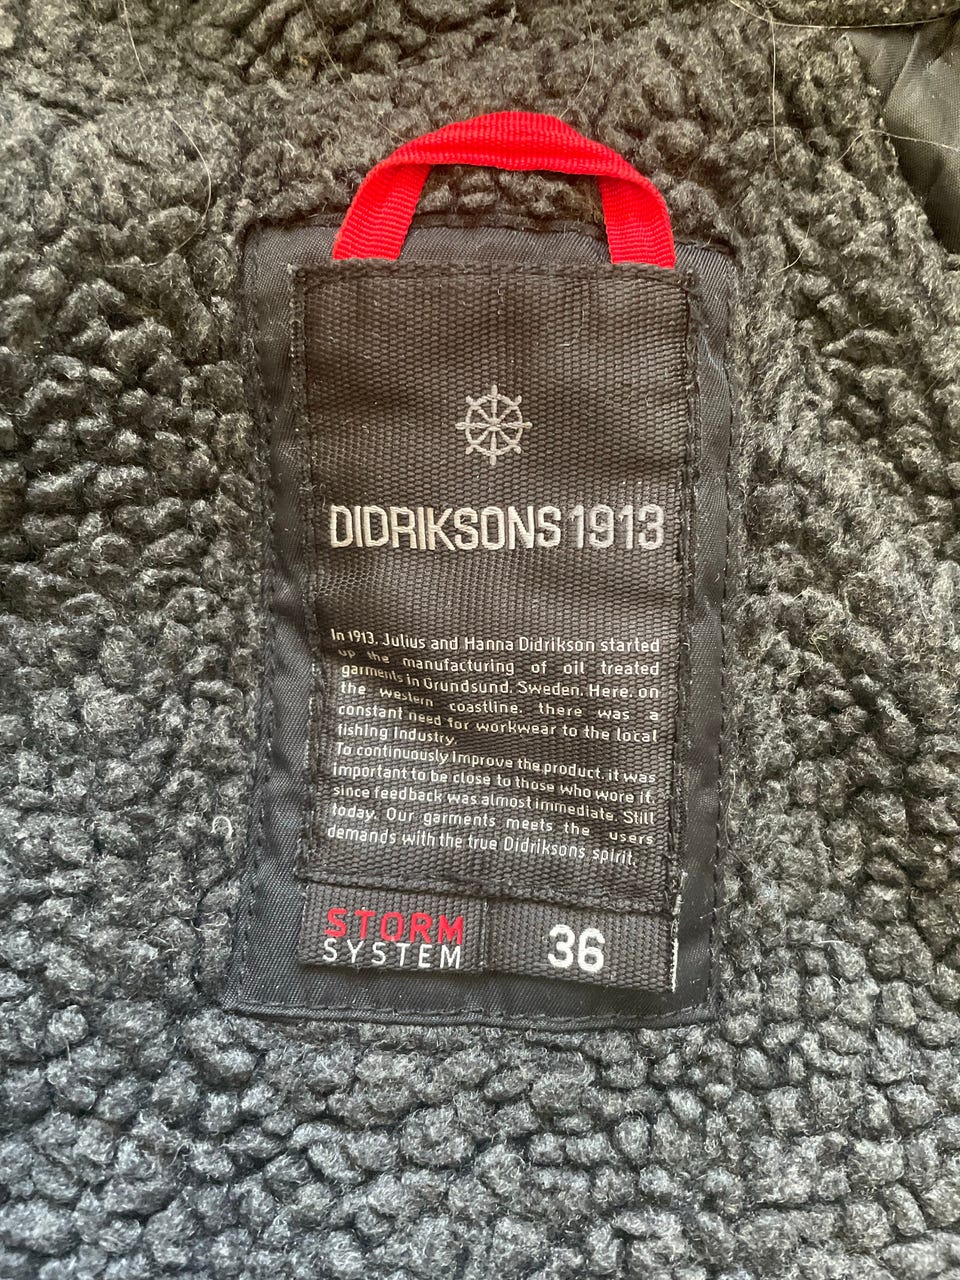 DIDRIKSONS 1913
In 1913, Julius and Hanna Didrikson started
up the manufacturing of oil treated
garments in Grundsund, Sweden. Here, on
the western coastline, there was a
constant need for workwear to the local
fishing industry.
To continuously improve the product, it was
important to be close to those who wore it,
since feedback was almost immediate. Still
today. Our garments meets the users
demands with the true Didriksons spirit.
STORM
SYSTEM
36